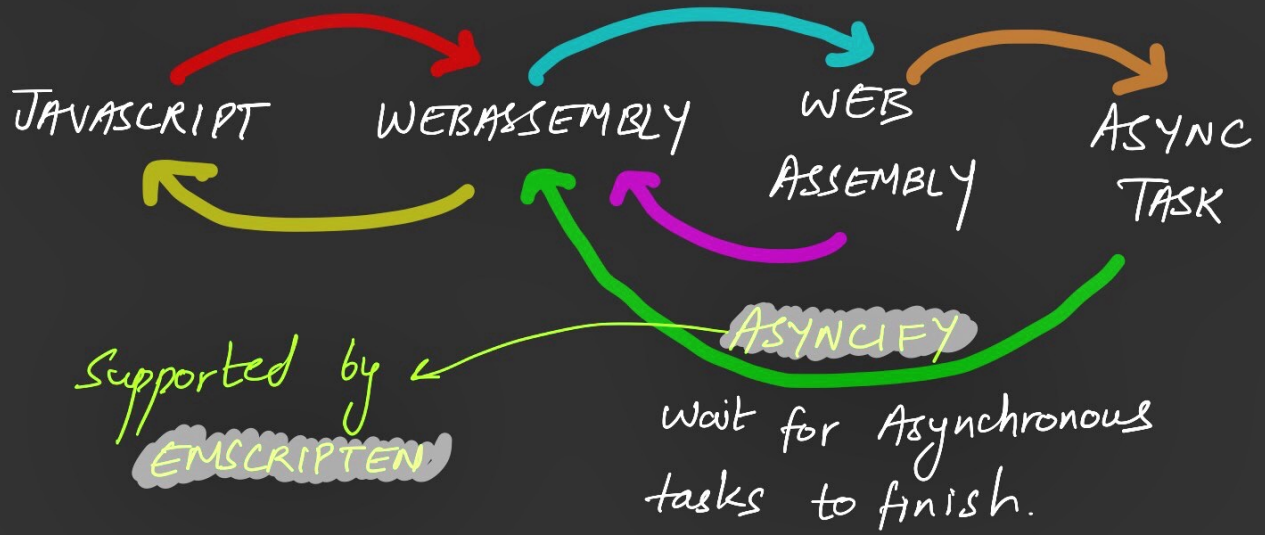 JAVASCRIPT
WEBASSEMBLY
WEB
ASSEMBLY
ASYNC
TASK
ASYNCIFY
Supported by
EMSCRIPTEN
Wait for Asynchronous
tasks to finish.